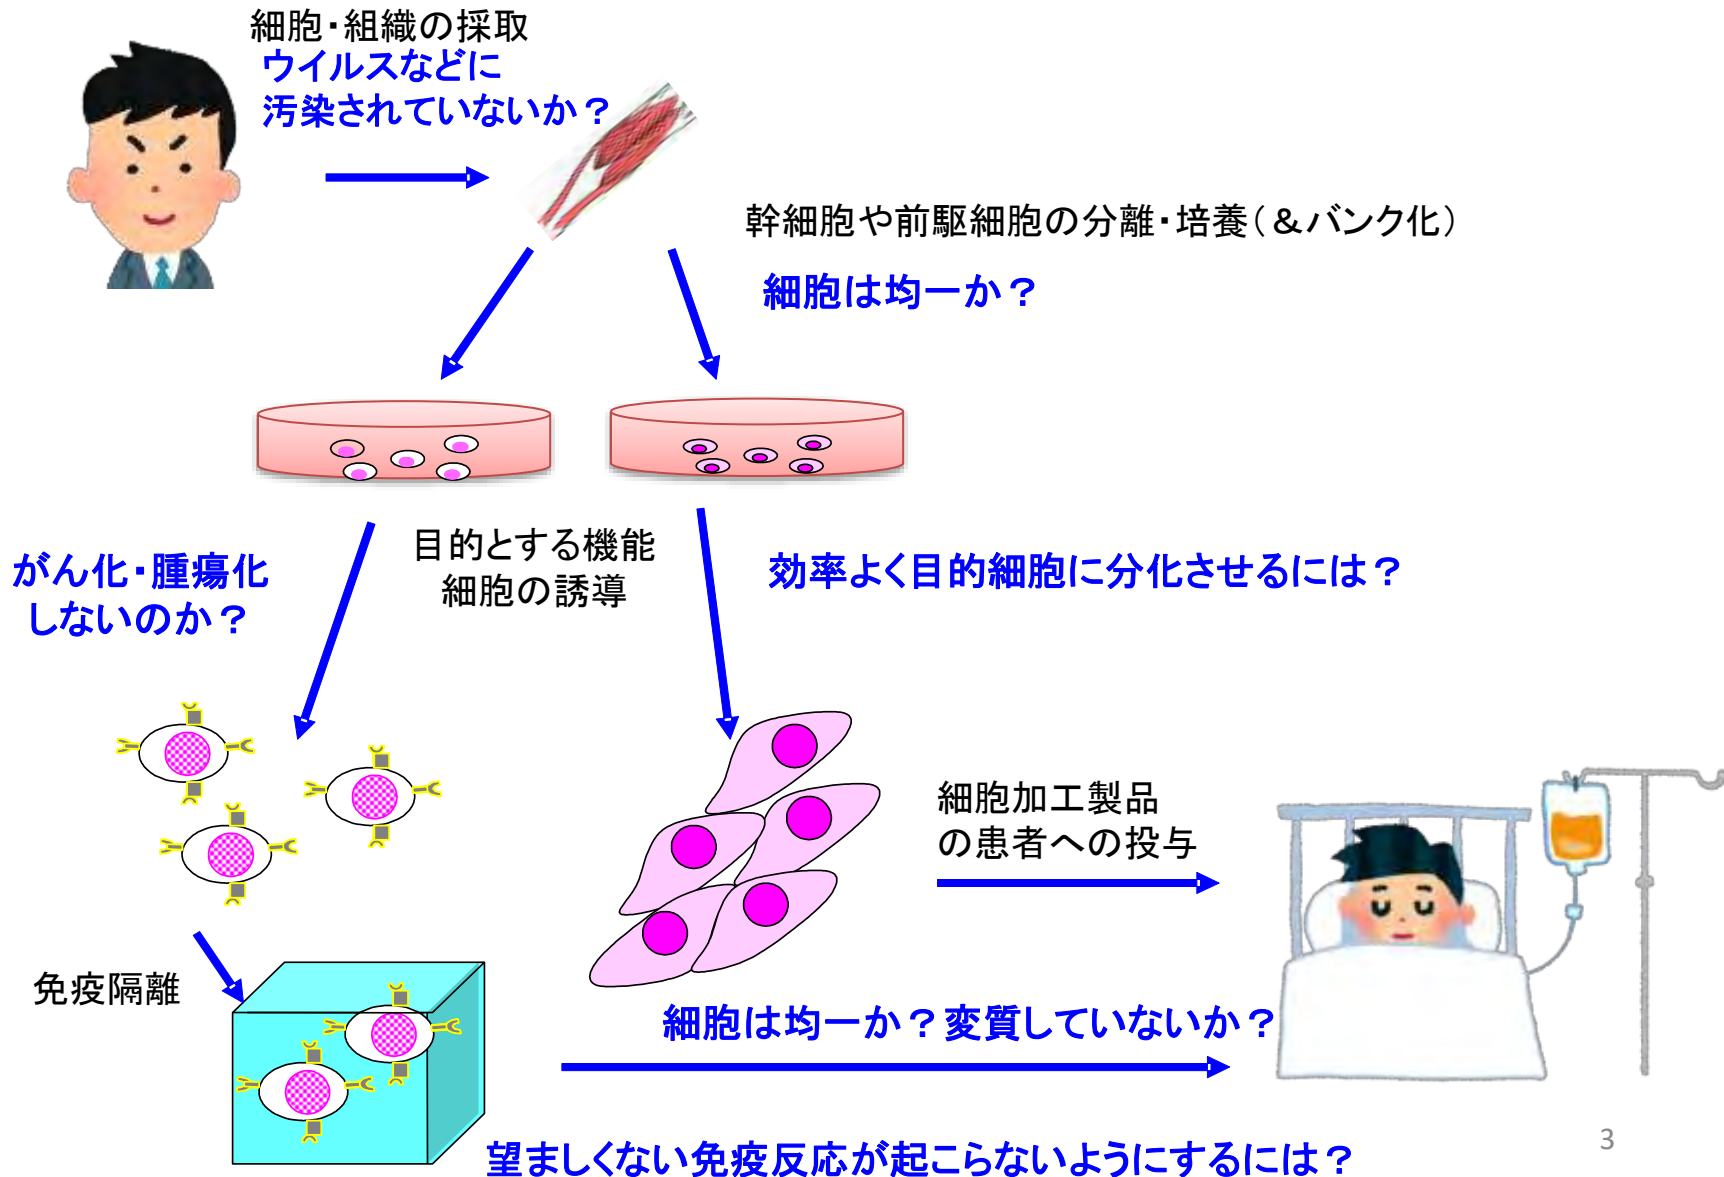 細胞・組織の採取
ウイルスなどに
汚染されていないか？
幹細胞や前駆細胞の分離・培養（＆バンク化）
細胞は均一か？
目的とする機能
細胞の誘導
がん化・腫瘍化
しないのか？
効率よく目的細胞に分化させるには？
細胞加工製品
の患者への投与
免疫隔離
細胞は均一か？変質していないか？
望ましくない免疫反応が起こらないようにするには？
3